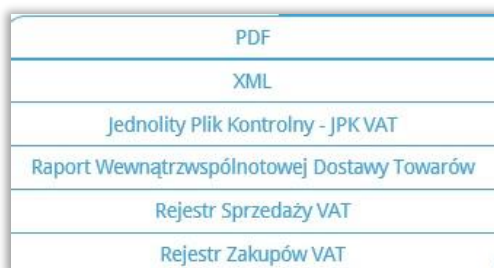 PDF
XML
Jednolity Plik Kontrolny - JPK VAT
Raport Wewnątrzwspólnotowej Dostawy Towarów
Rejestr Sprzedaży VAT
Rejestr Zakupów VAT